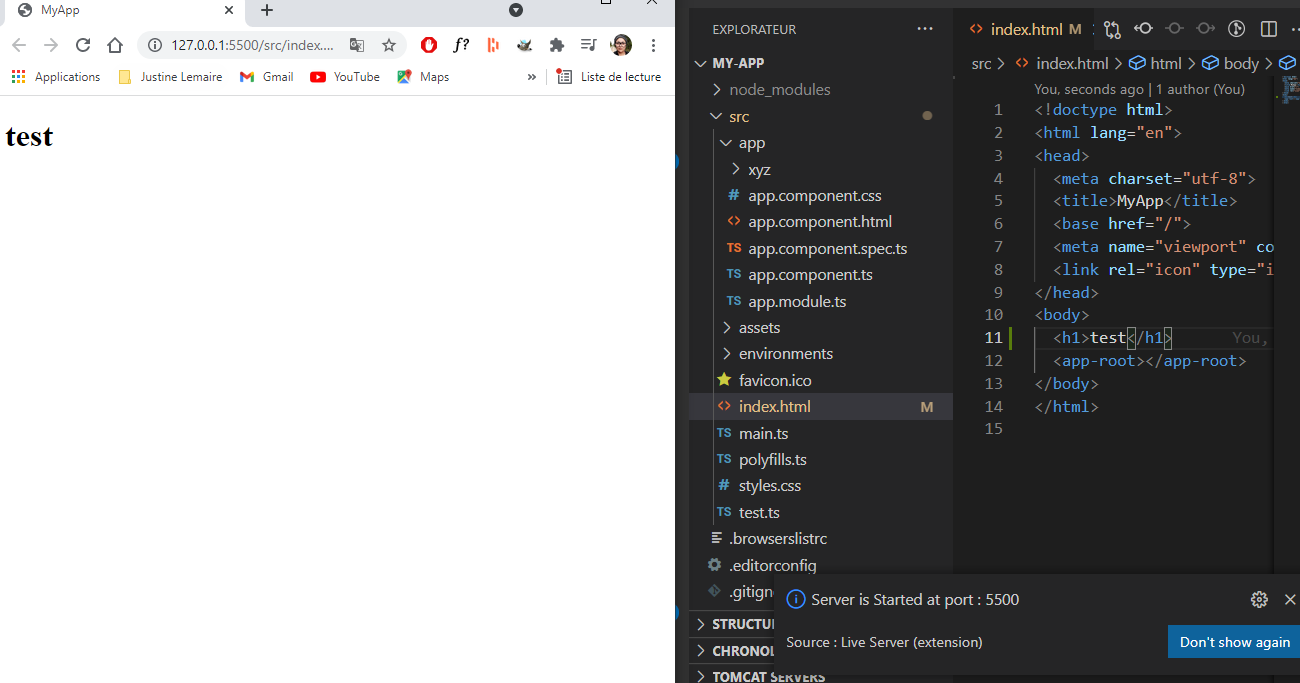 MyApp
127.0.0.1:5500/src/index....
f?
Applications
Justine Lemaire
Gmail
YouTube
Maps
»
Liste de lecture
test
EXPLORATEUR
MY-APP
node_modules
src
app
xyz
# app.component.css
<> app.component.html
TS app.component.spec.ts
TS app.component.ts
TS app.module.ts
assets
environments
favicon.ico
<> index.html M
TS main.ts
TS polyfills.ts
# styles.css
TS test.ts
.browserslistrc
.editorconfig
.gitign
STRUCTU
CHRONOL
TOMCAT SERVERS
<> index.html M
src > <> index.html > html > body >
You, seconds ago | 1 author (You)
1 <!doctype html>
2 <html lang="en">
3 <head>
4 <meta charset="utf-8">
5 <title>MyApp</title>
6 <base href="/">
7 <meta name="viewport" co
8 <link rel="icon" type="i
9 </head>
10 <body>
11 <h1>test</h1> You,
12 <app-root></app-root>
13 </body>
14 </html>
15
Server is Started at port : 5500
Source : Live Server (extension)
Don't show again